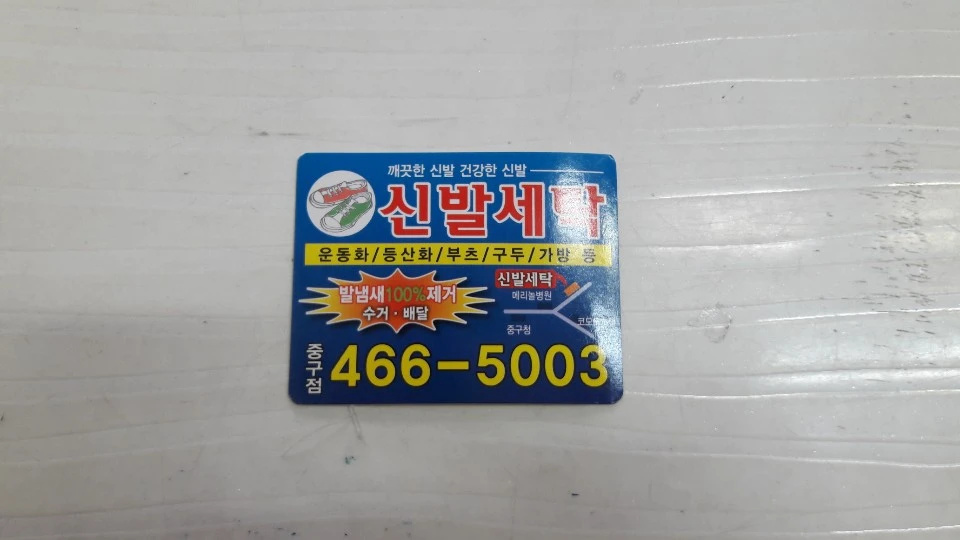 깨끗한 신발 건강한 신발
신발세탁
운동화/등산화/부츠/구두/가방 등
발냄새100%제거
수거·배달
신발세탁
메리놀병원
중구청
중구점
466-5003